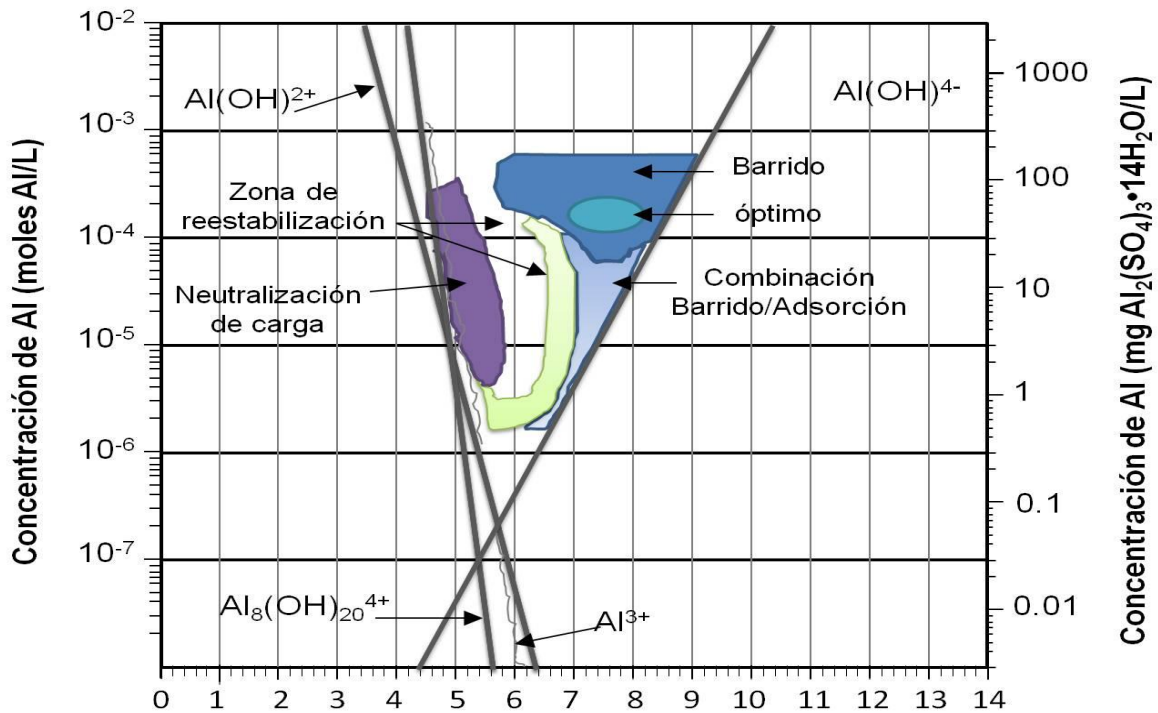 Concentración de Al (moles Al/L)
10⁻²
10⁻³
10⁻⁴
10⁻⁵
10⁻⁶
10⁻⁷
Al(OH)²⁺
Al(OH)⁴⁻
Zona de
reestabilización
Neutralización
de carga
Barrido
óptimo
Combinación
Barrido/Adsorción
Al₈(OH)₂₀⁴⁺
Al³⁺
0 1 2 3 4 5 6 7 8 9 10 11 12 13 14
1000
100
10
1
0.1
0.01
Concentración de Al (mg Al₂(SO₄)₃•14H₂O/L)